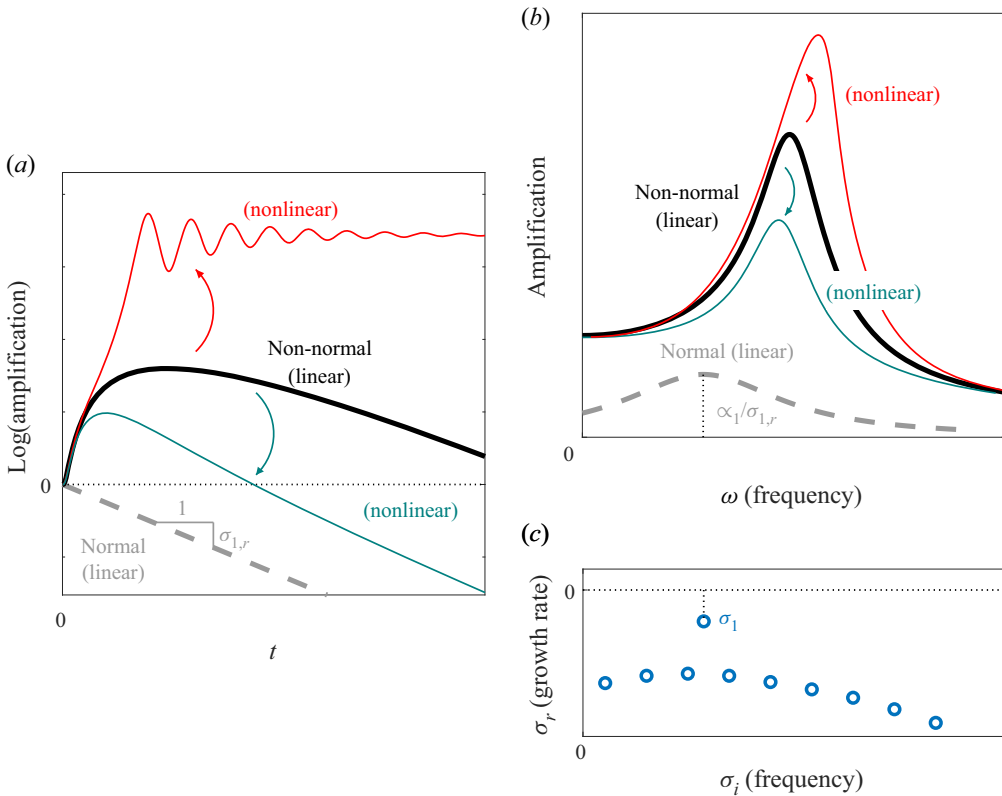 (a)
Log(amplification)
0
(nonlinear)
Non-normal
(linear)
(nonlinear)
1
σ1,r
Normal
(linear)
0
t
(b)
Amplification
(nonlinear)
Non-normal
(linear)
(nonlinear)
Normal (linear)
∝1/σ1,r
0
ω (frequency)
(c)
σr (growth rate)
0
σ1
0
σi (frequency)